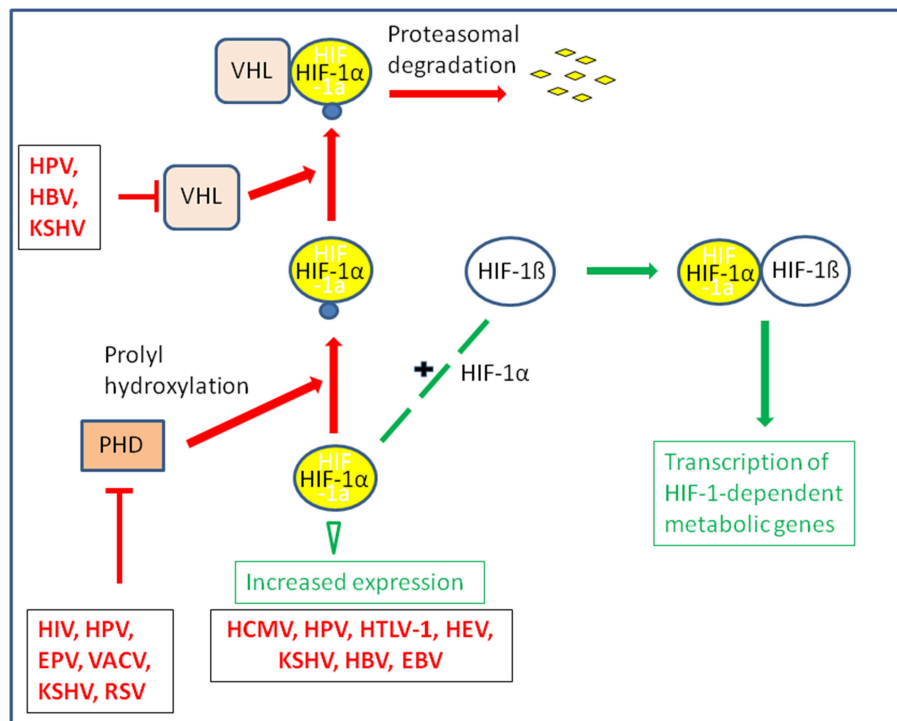 Proteasomal
degradation
VHL
HIF
HIF-1α
-1a
HPV,
HBV,
KSHV
VHL
HIF
HIF-1α
-1a
HIF-1ß
HIF
HIF-1α
-1a
HIF-1ß
Prolyl
hydroxylation
+
HIF-1α
PHD
HIF
HIF-1α
-1a
Transcription of
HIF-1-dependent
metabolic genes
Increased expression
HIV, HPV,
EPV, VACV,
KSHV, RSV
HCMV, HPV, HTLV-1, HEV,
KSHV, HBV, EBV